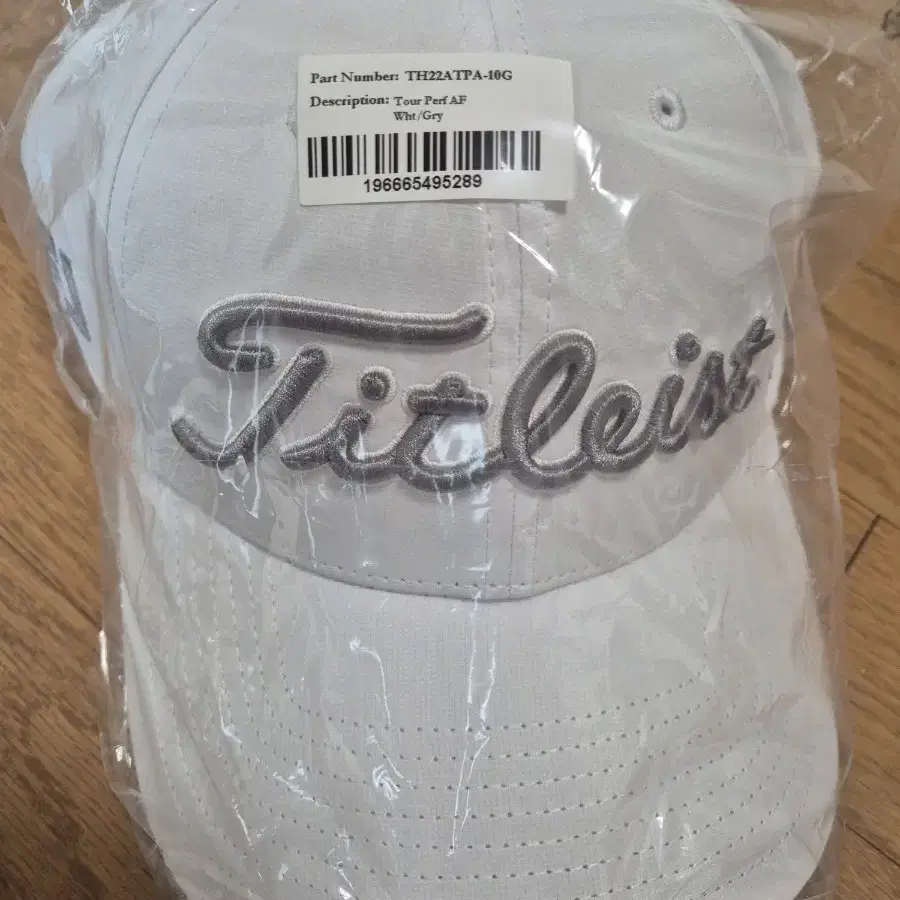 Part Number: TH22ATPA-10G
Description: Tour Perf AF
Wht/Gry
196665495289
Titleist